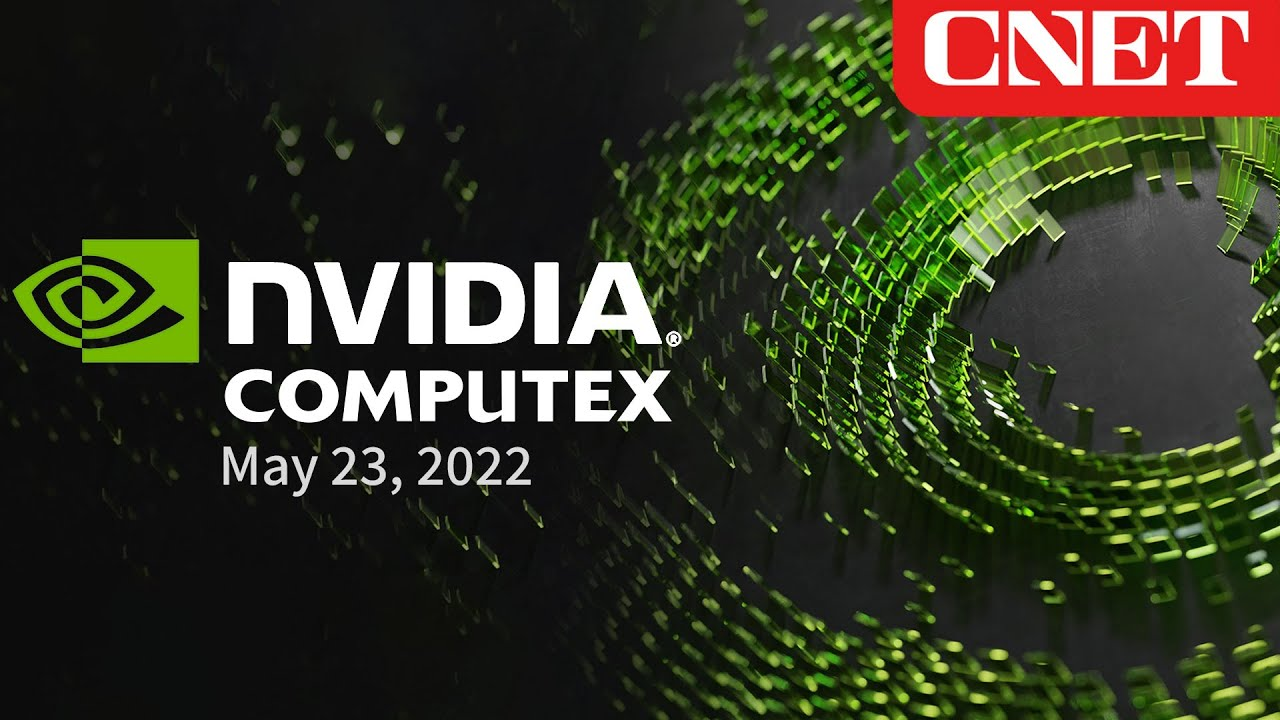 CNET
nVIDIA®
COMPUTEX
May 23, 2022